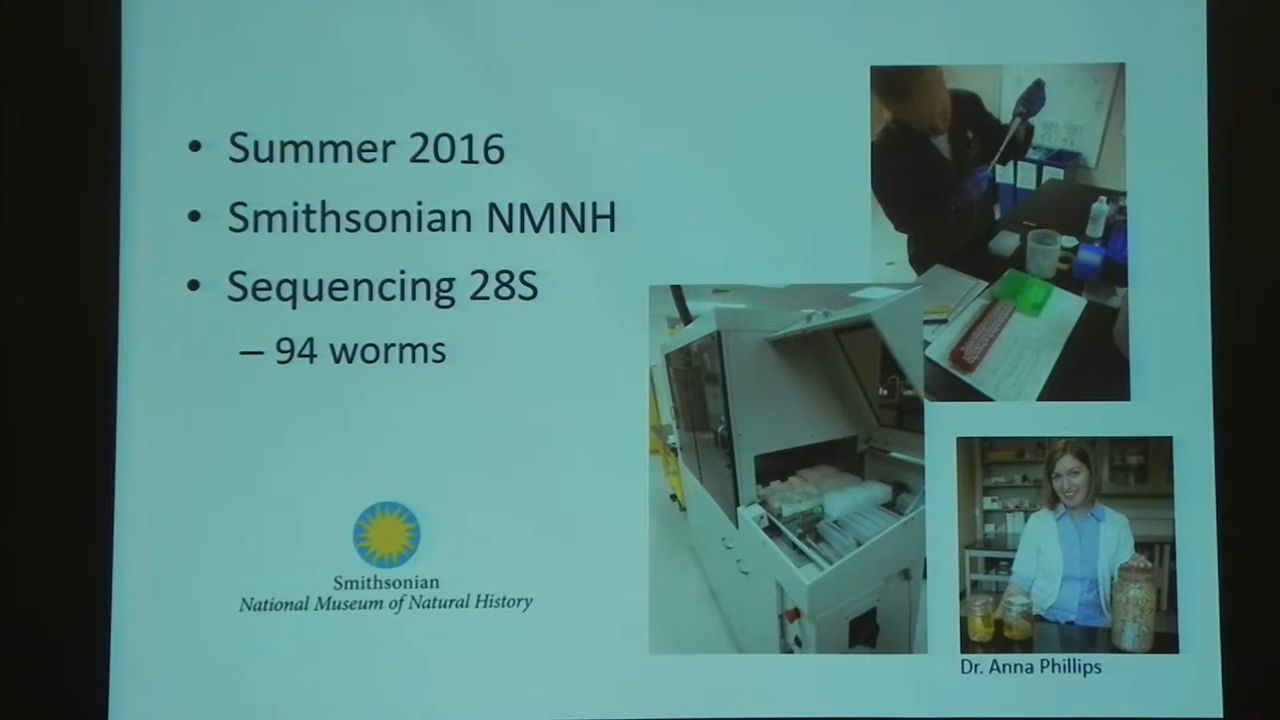 • Summer 2016
• Smithsonian NMNH
• Sequencing 28S
– 94 worms
Smithsonian
National Museum of Natural History
Dr. Anna Phillips